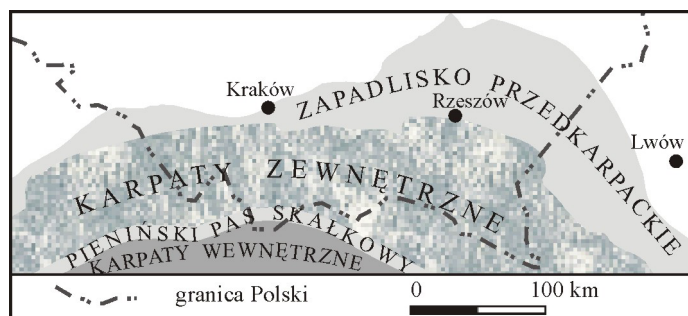 Kraków
ZAPADLISKO PRZEDKARPACKIE
Rzeszów
Lwów
KARPATY ZEWNĘTRZNE
PIENIŃSKI PAS SKAŁKOWY
KARPATY WEWNĘTRZNE
granica Polski
0 100 km